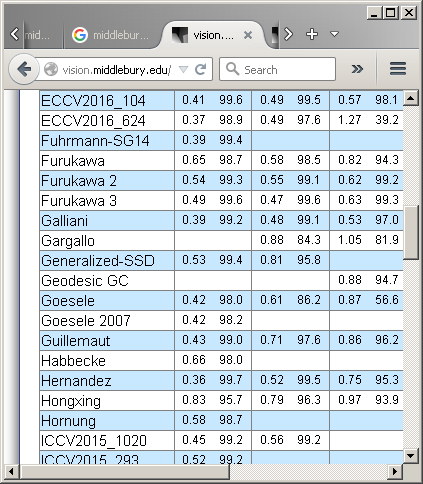 mid...
middlebur...
vision....
vision.middlebury.edu/
Search
ECCV2016_104 0.41 99.6 0.49 99.5 0.57 98.1
ECCV2016_624 0.37 98.9 0.49 97.6 1.27 39.2
Fuhrmann-SG14 0.39 99.4
Furukawa 0.65 98.7 0.58 98.5 0.82 94.3
Furukawa 2 0.54 99.3 0.55 99.1 0.62 99.2
Furukawa 3 0.49 99.6 0.47 99.6 0.63 99.3
Galliani 0.39 99.2 0.48 99.1 0.53 97.0
Gargallo 0.88 84.3 1.05 81.9
Generalized-SSD 0.53 99.4 0.81 95.8
Geodesic GC 0.88 94.7
Goesele 0.42 98.0 0.61 86.2 0.87 56.6
Goesele 2007 0.42 98.2
Guillemaut 0.43 99.0 0.71 97.6 0.86 96.2
Habbecke 0.66 98.0
Hernandez 0.36 99.7 0.52 99.5 0.75 95.3
Hongxing 0.83 95.7 0.79 96.3 0.97 93.9
Hornung 0.58 98.7
ICCV2015_1020 0.45 99.2 0.56 99.2
ICCV2015_293 0.52 99.2